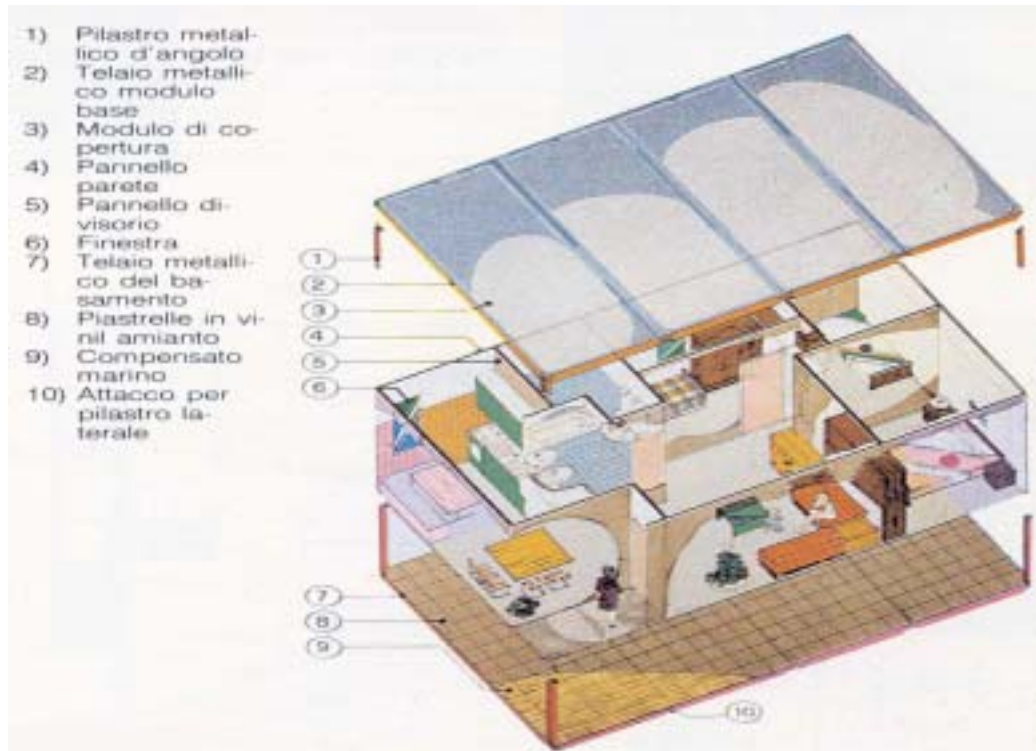 1) Pilastro metal-
lico d'angolo
2) Telaio metalli-
co modulo
base
3) Modulo di co-
pertura
4) Pannello
parete
5) Pannello di-
visorio
6) Finestra
7) Telaio metalli-
co del ba-
samento
8) Piastrelle in vi-
nil amianto
9) Compensato
marino
10) Attacco per
pilastro la-
terale
1
2
3
4
5
6
7
8
9
10